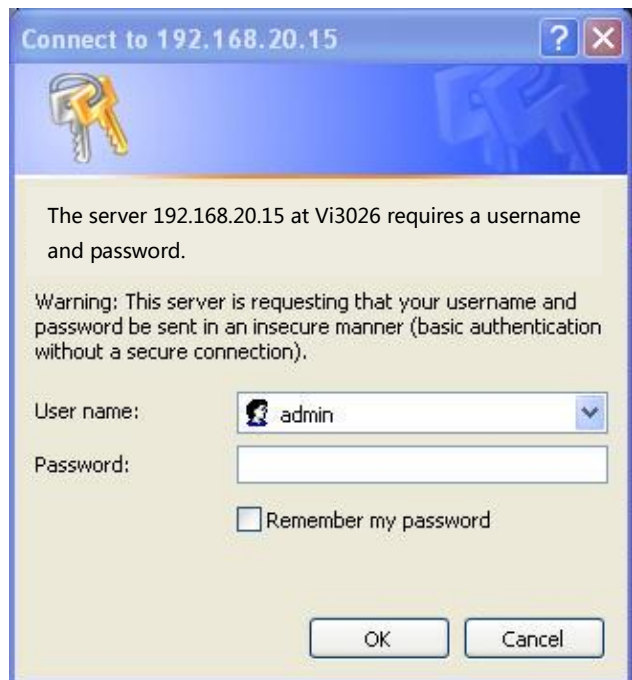 Connect to 192.168.20.15
The server 192.168.20.15 at Vi3026 requires a username
and password.
Warning: This server is requesting that your username and
password be sent in an insecure manner (basic authentication
without a secure connection).
User name:
admin
Password:
Remember my password
OK
Cancel